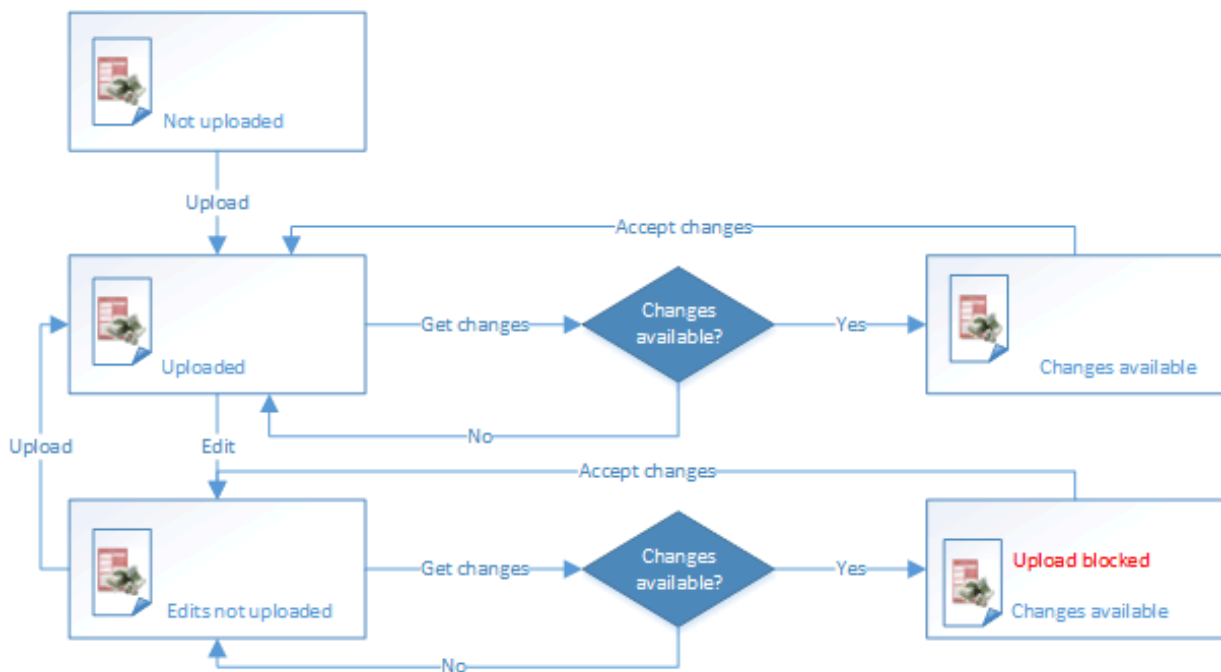 Not uploaded
Upload
Accept changes
Uploaded
Get changes
Changes
available?
Yes
Changes available
No
Upload
Edit
Accept changes
Edits not uploaded
Get changes
Changes
available?
Yes
Upload blocked
Changes available
No